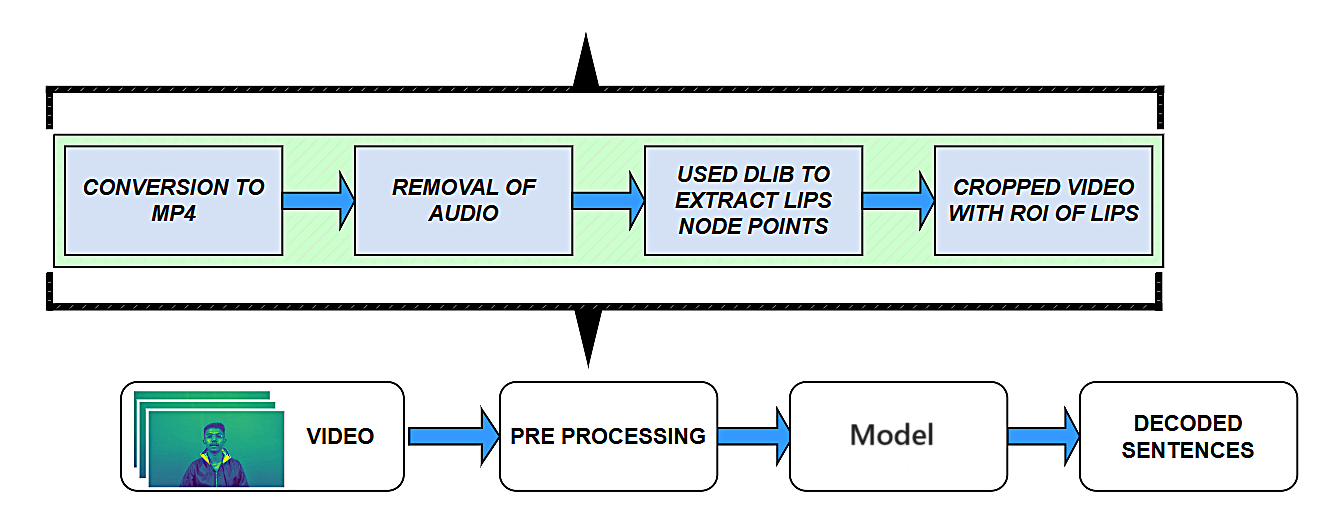 CONVERSION TO
MP4
REMOVAL OF
AUDIO
USED DLIB TO
EXTRACT LIPS
NODE POINTS
CROPPED VIDEO
WITH ROI OF LIPS
VIDEO
PRE PROCESSING
Model
DECODED
SENTENCES